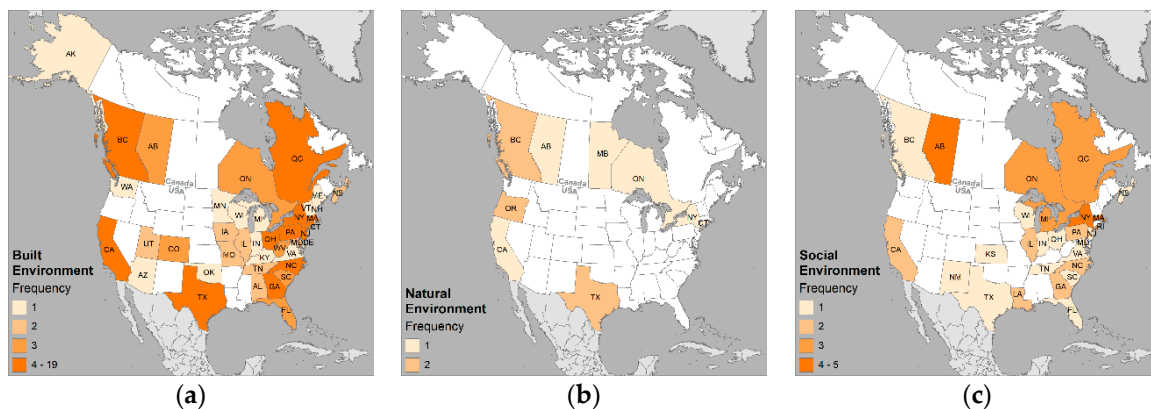 AK
BC
AB
QC
ON
Canada
USA
WA
ME
NS
MN
VT
NH
WI
MI
NY
MA
CT
IA
PA
NJ
OH
MD
DE
CA
UT
CO
IL
IN
WV
MO
KY
VA
AZ
OK
TN
NC
SC
TX
AL
GA
FL
Built
Environment
Frequency
1
2
3
4 - 19
(a)
BC
AB
MB
ON
Canada
USA
OR
NY
CT
CA
TX
Natural
Environment
Frequency
1
2
(b)
BC
AB
QC
ON
Canada
USA
NS
WI
MI
NY
MA
RI
PA
NJ
CA
IL
IN
OH
MD
KS
VA
TN
NC
NM
SC
TX
LA
GA
FL
Social
Environment
Frequency
1
2
3
4 - 5
(c)